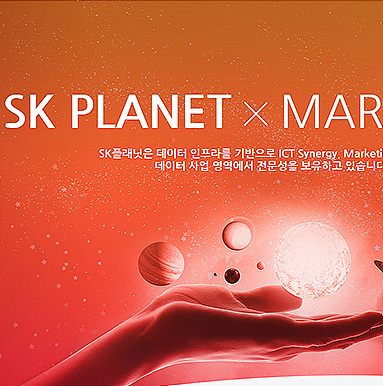 SK PLANET × MAR
SK플래닛은 데이터 인프라를 기반으로 ICT Synergy, Marketi
데이터 사업 영역에서 전문성을 보유하고 있습니다